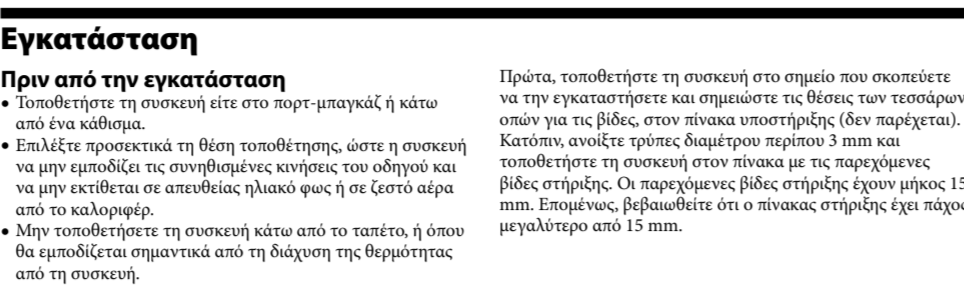 Εγκατάσταση
Πριν από την εγκατάσταση
• Τοποθετήστε τη συσκευή είτε στο πορτ-μπαγκάζ ή κάτω
από ένα κάθισμα.
• Επιλέξτε προσεκτικά τη θέση τοποθέτησης, ώστε η συσκευή
να μην εμποδίζει τις συνηθισμένες κινήσεις του οδηγού και
να μην εκτίθεται σε απευθείας ηλιακό φως ή σε ζεστό αέρα
από το καλοριφέρ.
• Μην τοποθετήσετε τη συσκευή κάτω από το ταπέτο, ή όπου
θα εμποδίζεται σημαντικά από τη διάχυση της θερμότητας
από τη συσκευή.
Πρώτα, τοποθετήστε τη συσκευή στο σημείο που σκοπεύετε
να την εγκαταστήσετε και σημειώστε τις θέσεις των τεσσάρων
οπών για τις βίδες, στον πίνακα υποστήριξης (δεν παρέχεται).
Κατόπιν, ανοίξτε τρύπες διαμέτρου περίπου 3 mm και
τοποθετήστε τη συσκευή στον πίνακα με τις παρεχόμενες
βίδες στήριξης. Οι παρεχόμενες βίδες στήριξης έχουν μήκος 15
mm. Επομένως, βεβαιωθείτε ότι ο πίνακας στήριξης έχει πάχος
μεγαλύτερο από 15 mm.